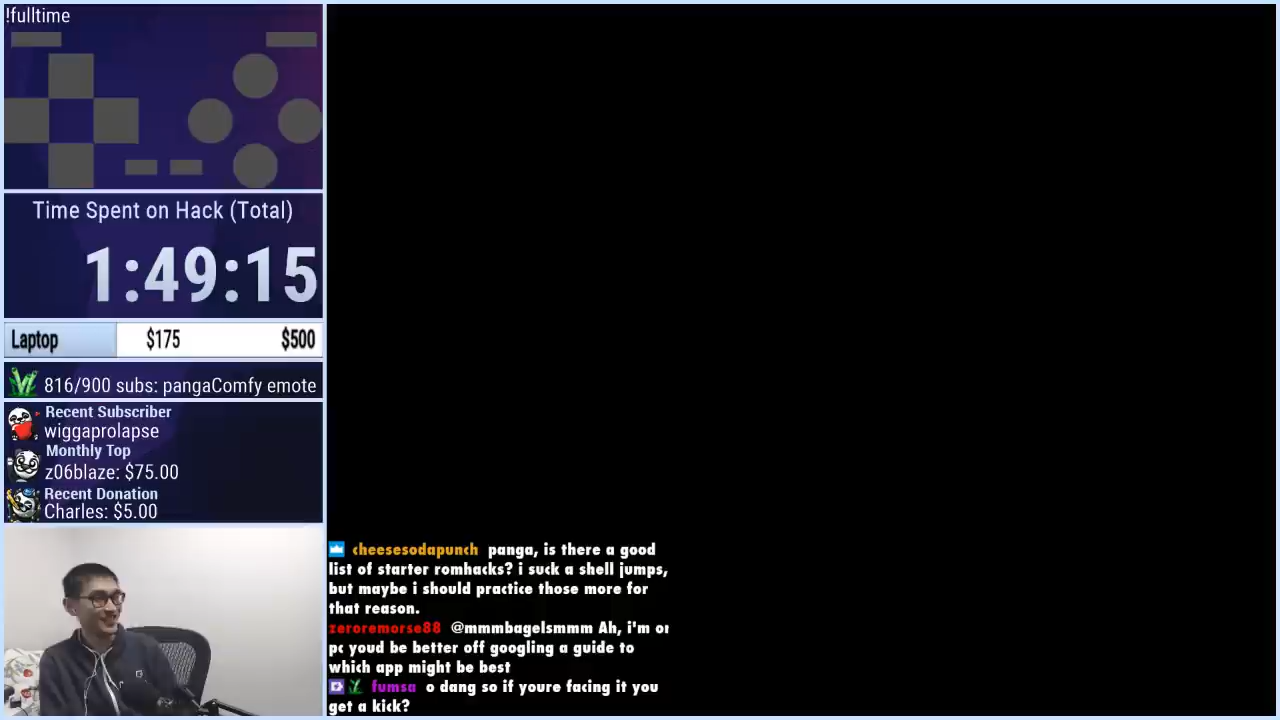 !fulltime
Time Spent on Hack (Total)
1:49:15
Laptop $175 $500
816/900 subs: pangaComfy emote
Recent Subscriber
wiggaprolapse
Monthly Top
z06blaze: $75.00
Recent Donation
Charles: $5.00
cheesesodapunch panga, is there a good
list of starter romhacks? i suck a shell jumps,
but maybe i should practice those more for
that reason.
zeroremorse88 @mmmbagelsmmm Ah, i'm or
pc youd be better off googling a guide to
which app might be best
fumsa o dang so if youre facing it you
get a kick?